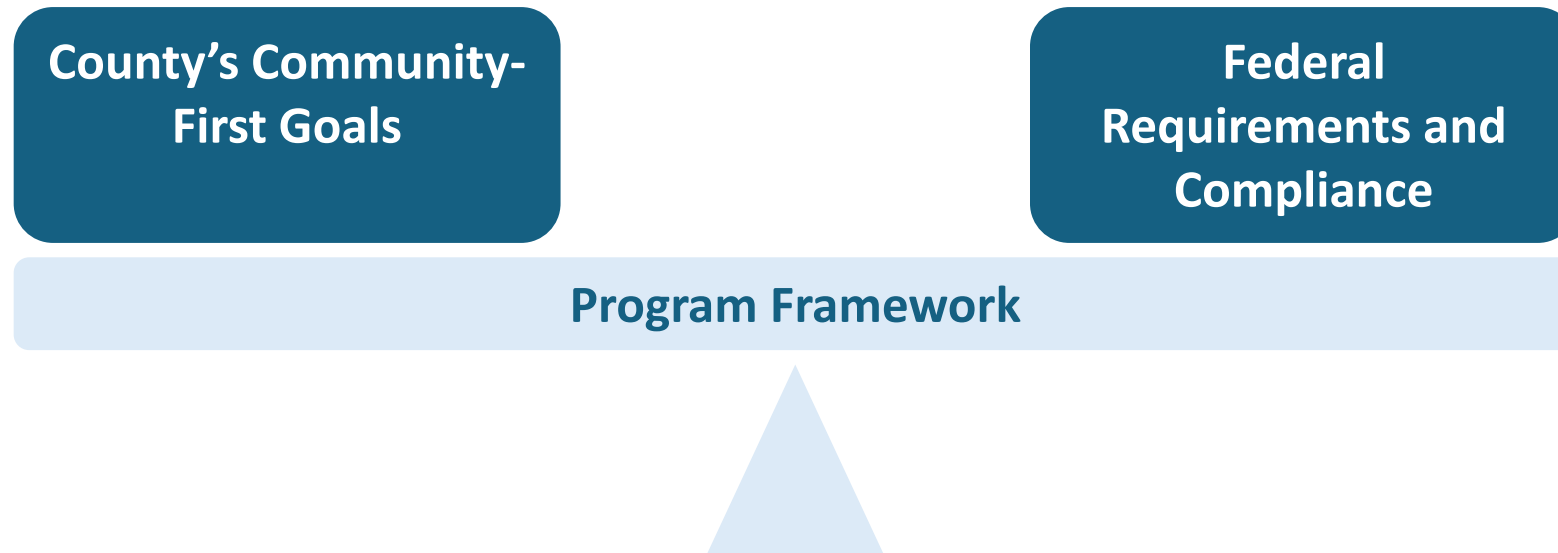 County’s Community-
First Goals
Federal
Requirements and
Compliance
Program Framework